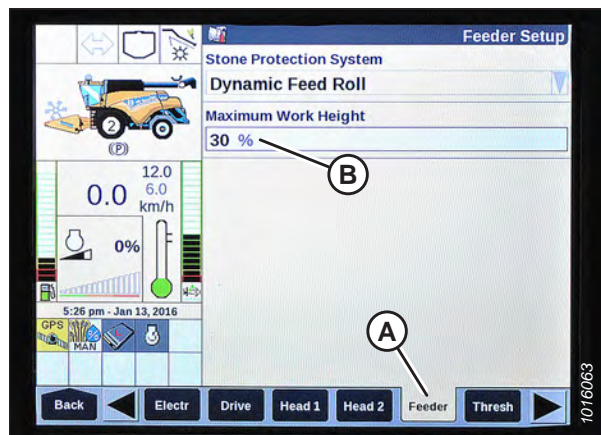 Feeder Setup
Stone Protection System
Dynamic Feed Roll
Maximum Work Height
30 %
B
2
(P)
12.0
0.0 6.0
km/h
0%
5:26 pm - Jan 13, 2016
GPS
MAN
A
Back
Electr
Drive
Head 1
Head 2
Feeder
Thresh
1016063